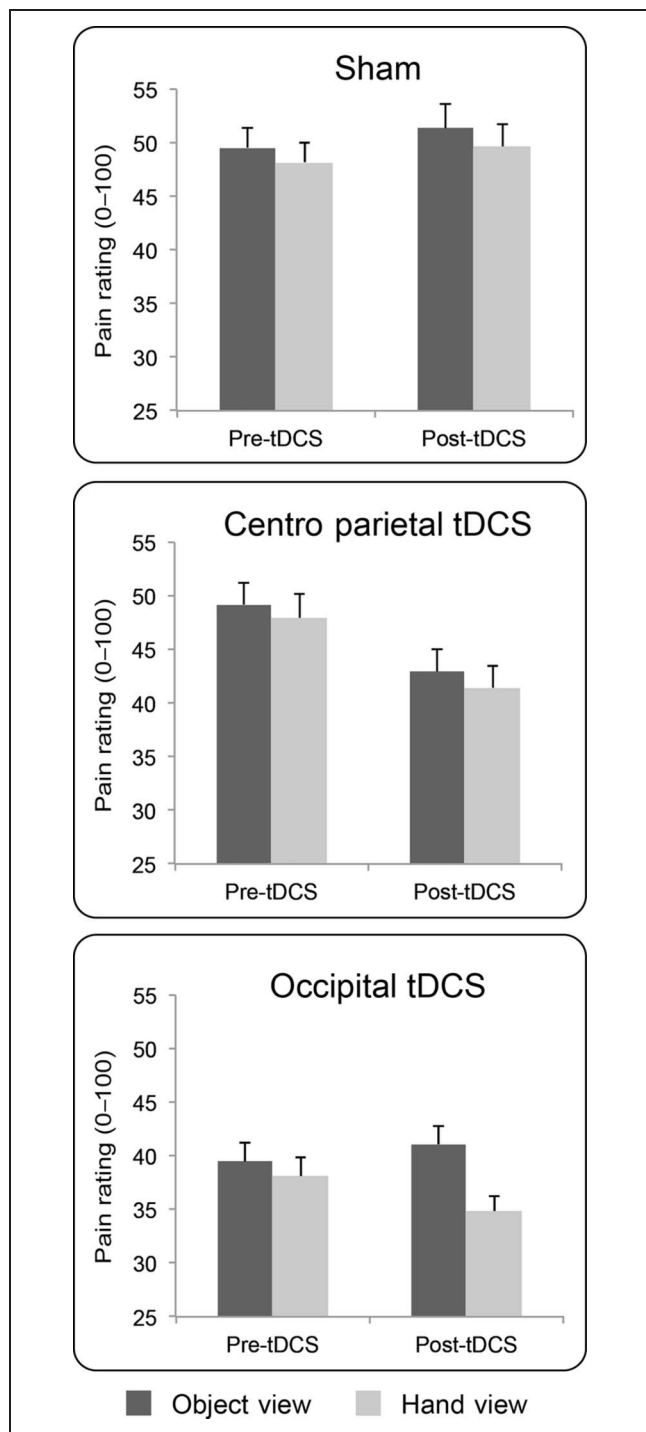 Sham
Pain rating (0–100)
55
50
45
40
35
30
25
Pre-tDCS Post-tDCS
Centro parietal tDCS
Pain rating (0–100)
55
50
45
40
35
30
25
Pre-tDCS Post-tDCS
Occipital tDCS
Pain rating (0–100)
55
50
45
40
35
30
25
Pre-tDCS Post-tDCS
Object view Hand view